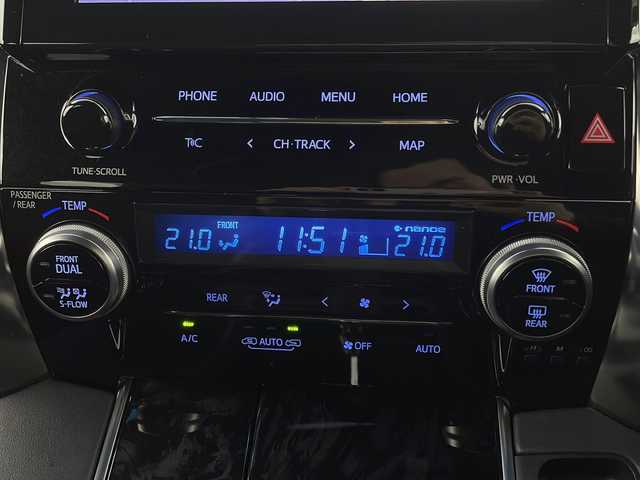 PHONE AUDIO MENU HOME
TUNE·SCROLL
CH·TRACK MAP
PWR·VOL
PASSENGER
/ REAR
TEMP
TEMP
FRONT
nanoe
21.0 11:51 21.0
FRONT
DUAL
S-FLOW
FRONT
REAR
REAR
A/C AUTO OFF AUTO